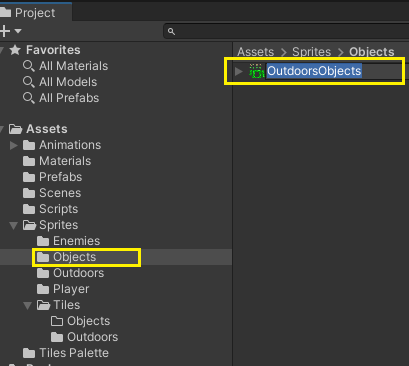 Project
Favorites
All Materials
All Models
All Prefabs
Assets
Animations
Materials
Prefabs
Scenes
Scripts
Sprites
Enemies
Objects
Outdoors
Player
Tiles
Objects
Outdoors
Tiles Palette
Assets > Sprites > Objects
OutdoorsObjects